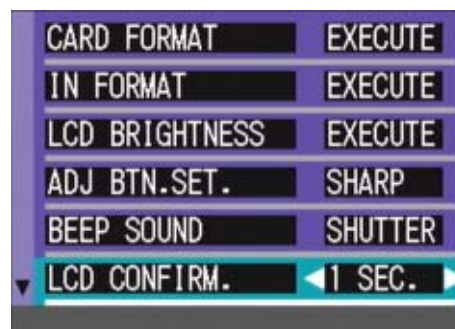 CARD FORMAT EXECUTE
IN FORMAT EXECUTE
LCD BRIGHTNESS EXECUTE
ADJ BTN.SET. SHARP
BEEP SOUND SHUTTER
LCD CONFIRM. 1 SEC.